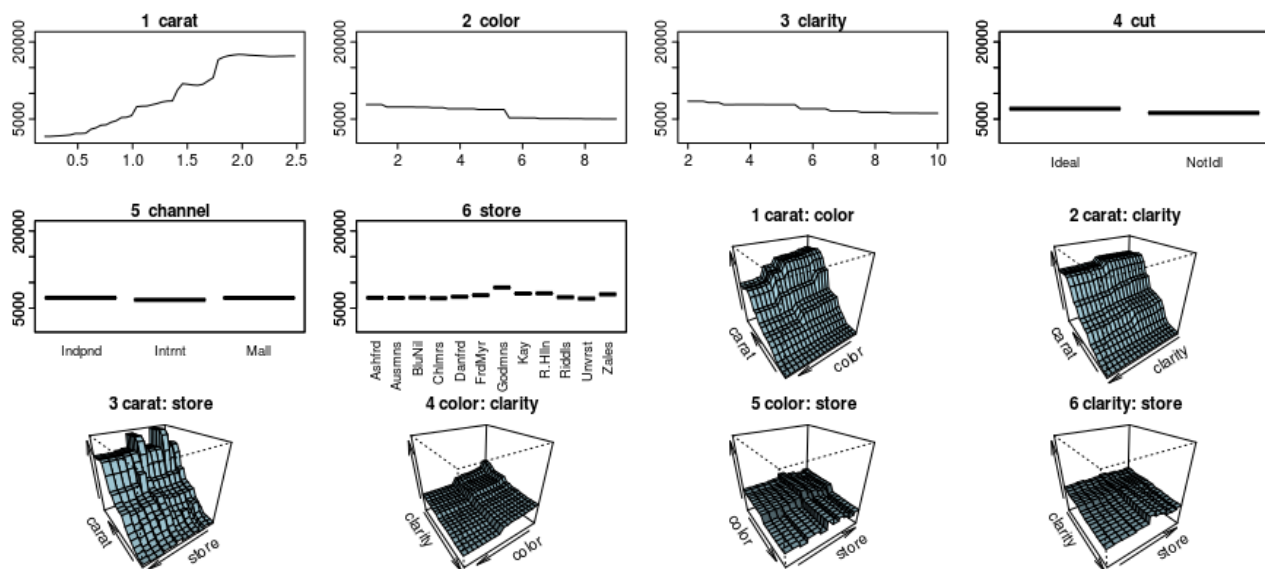 1 carat
20000
5000
0.5 1.0 1.5 2.0 2.5
2 color
20000
5000
2 4 6 8
3 clarity
20000
5000
2 4 6 8 10
4 cut
20000
5000
Ideal NotIdl
5 channel
20000
5000
Indpnd Intrnt Mall
6 store
20000
5000
Ashfrd
Ausmns
BluNil
Chlmrs
Danfrd
FrdMyr
Godmns
Kay
R.Hlln
Riddls
Unvrst
Zales
1 carat: color
carat
color
2 carat: clarity
carat
clarity
3 carat: store
carat
store
4 color: clarity
clarity
color
5 color: store
color
store
6 clarity: store
clarity
store